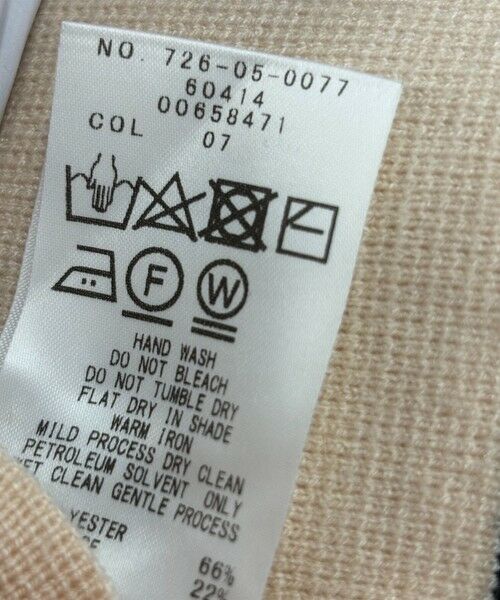 NO. 726-05-0077
60414
00658471
COL 07
F W
HAND WASH
DO NOT BLEACH
DO NOT TUMBLE DRY
FLAT DRY IN SHADE
WARM IRON
MILD PROCESS DRY CLEAN
PETROLEUM SOLVENT ONLY
CLEAN GENTLE PROCESS
66%
22%